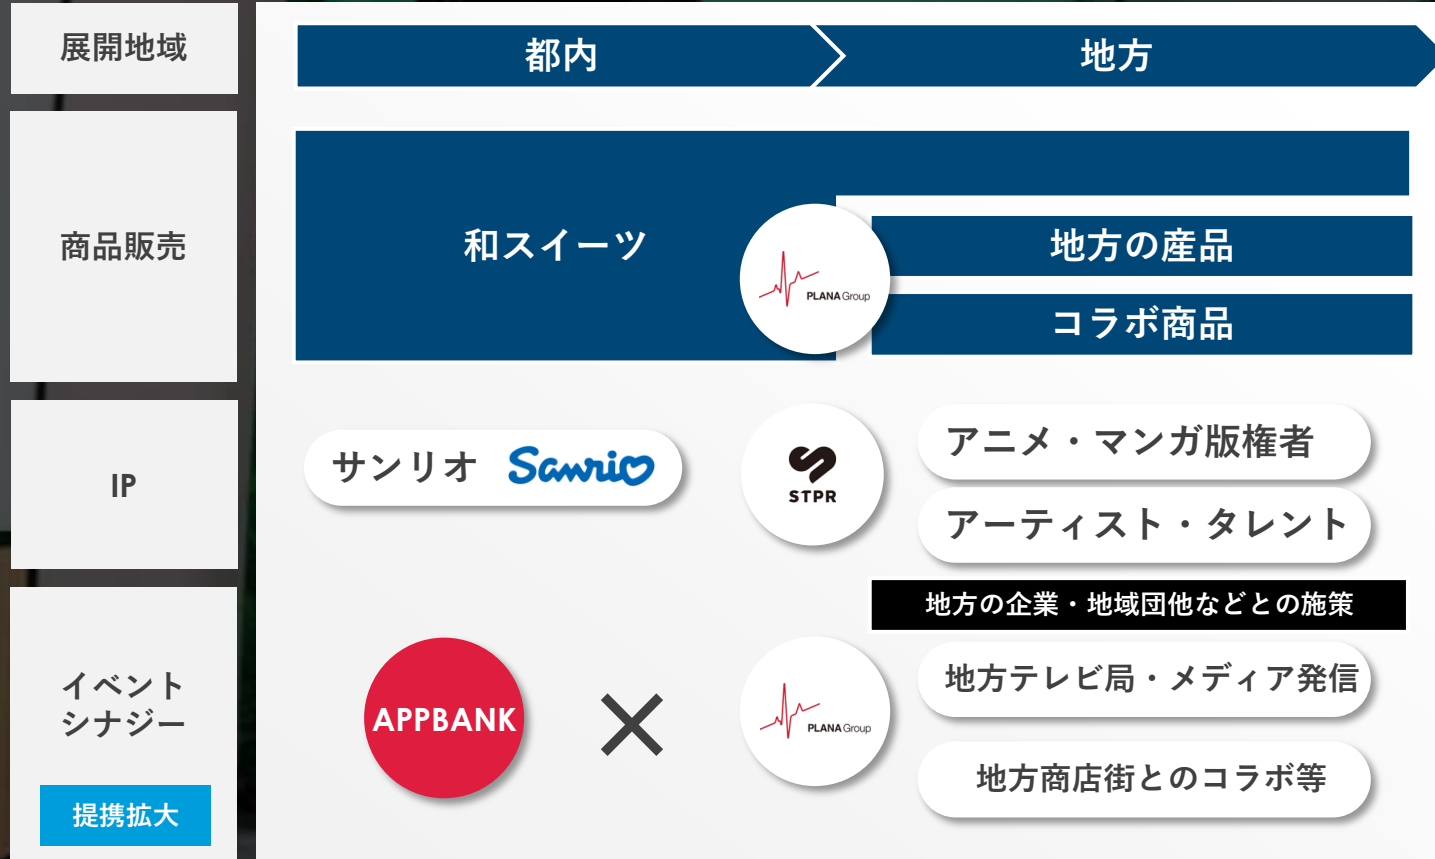 展開地域
都内
地方
商品販売
和スイーツ
PLANA Group
地方の産品
コラボ商品
IP
サンリオ Sanrio
STPR
アニメ・マンガ版権者
アーティスト・タレント
イベント
シナジー
提携拡大
APPBANK
×
PLANA Group
地方の企業・地域団他などとの施策
地方テレビ局・メディア発信
地方商店街とのコラボ等